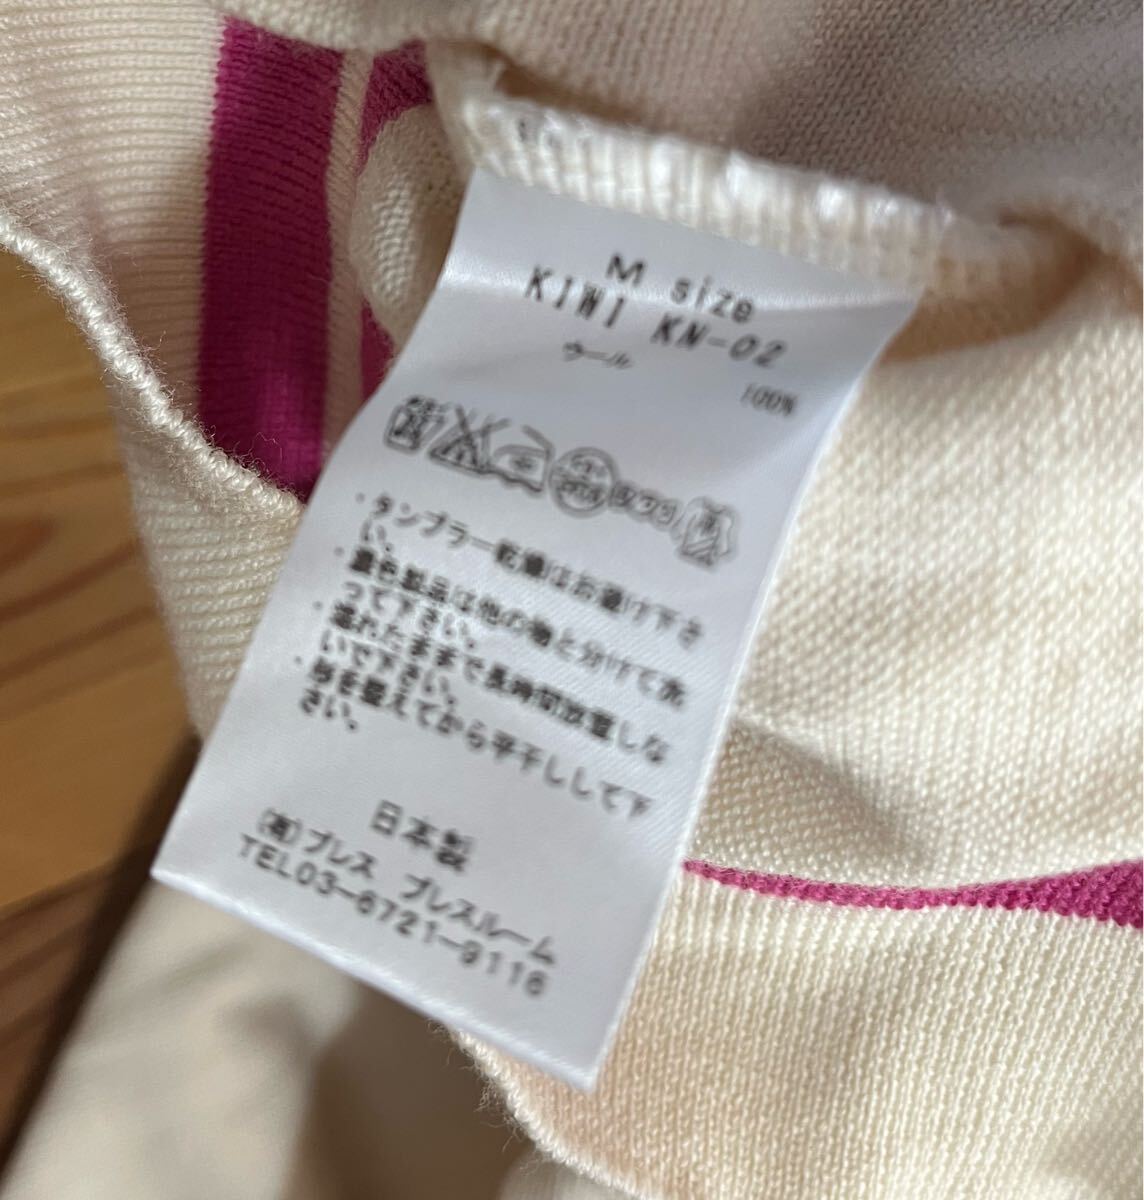 M size
KIWI KN-02
ウール 100%
・タンブラー乾燥はお避け下さ
い。
・濃色製品は他の物と分けて洗
って下さい。
・濡れたままで長時間放置しな
いで下さい。
・形を整えてから平干しして下
さい。
日本製
(有)プレス プレスルーム
TEL03-6721-9116